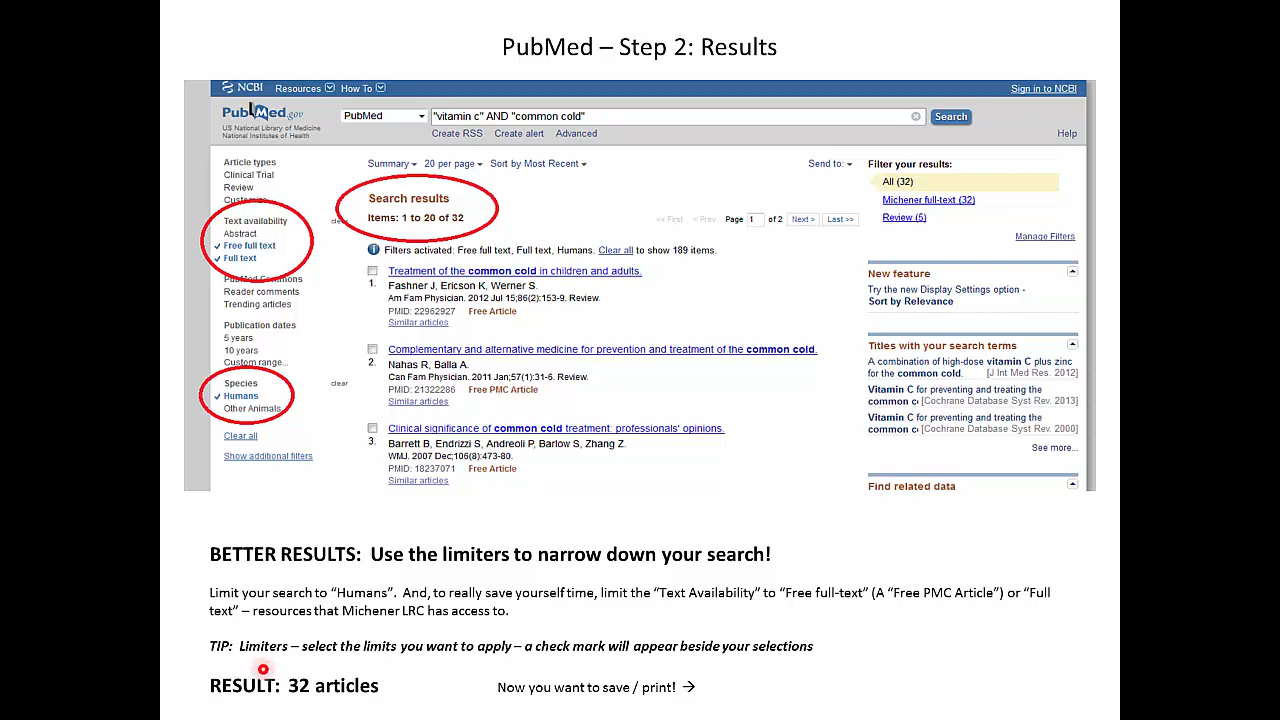 PubMed – Step 2: Results
NCBI Resources How To Sign in to NCBI
PubMed.gov
US National Library of Medicine
National Institutes of Health
PubMed "vitamin c" AND "common cold" Search
Create RSS Create alert Advanced Help
Article types
Clinical Trial
Review
Customize
Text availability
Abstract
Free full text
Full text
PubMed Commons
Reader comments
Trending articles
Publication dates
5 years
10 years
Custom range...
Species clear
Humans
Other Animals
Clear all
Show additional filters
Summary 20 per page Sort by Most Recent Send to:
Search results
Items: 1 to 20 of 32
<< First < Prev Page 1 of 2 Next > Last >>
Filters activated: Free full text, Full text, Humans. Clear all to show 189 items.
Treatment of the common cold in children and adults.
1. Fashner J, Ericson K, Werner S.
Am Fam Physician. 2012 Jul 15;86(2):153-9. Review.
PMID: 22962927 Free Article
Similar articles
Complementary and alternative medicine for prevention and treatment of the common cold.
2. Nahas R, Balla A.
Can Fam Physician. 2011 Jan;57(1):31-6. Review.
PMID: 21322286 Free PMC Article
Similar articles
Clinical significance of common cold treatment: professionals' opinions.
3. Barrett B, Endrizzi S, Andreoli P, Barlow S, Zhang Z.
WMJ. 2007 Dec;106(8):473-80.
PMID: 18237071 Free Article
Similar articles
Filter your results:
All (32)
Michener full-text (32)
Review (5)
Manage Filters
New feature
Try the new Display Settings option -
Sort by Relevance
Titles with your search terms
A combination of high-dose vitamin C plus zinc
for the common cold. [J Int Med Res. 2012]
Vitamin C for preventing and treating the
common c [Cochrane Database Syst Rev. 2013]
Vitamin C for preventing and treating the
common c [Cochrane Database Syst Rev. 2000]
See more...
Find related data
BETTER RESULTS: Use the limiters to narrow down your search!
Limit your search to “Humans”. And, to really save yourself time, limit the “Text Availability” to “Free full-text” (A “Free PMC Article”) or “Full
text” – resources that Michener LRC has access to.
TIP: Limiters – select the limits you want to apply – a check mark will appear beside your selections
RESULT: 32 articles Now you want to save / print! →